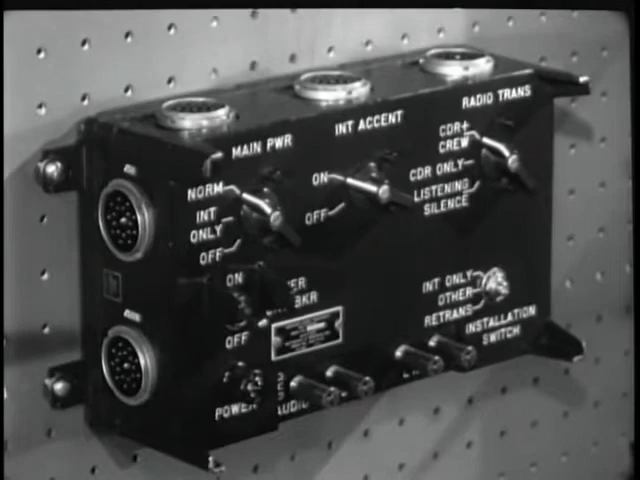 MAIN PWR
INT ACCENT
RADIO TRANS
NORM
INT
ONLY
OFF
ON
OFF
CDR+
CREW
CDR ONLY
LISTENING
SILENCE
ON
BKR
OFF
POWER
INT ONLY
OTHER
RETRANS
INSTALLATION
SWITCH